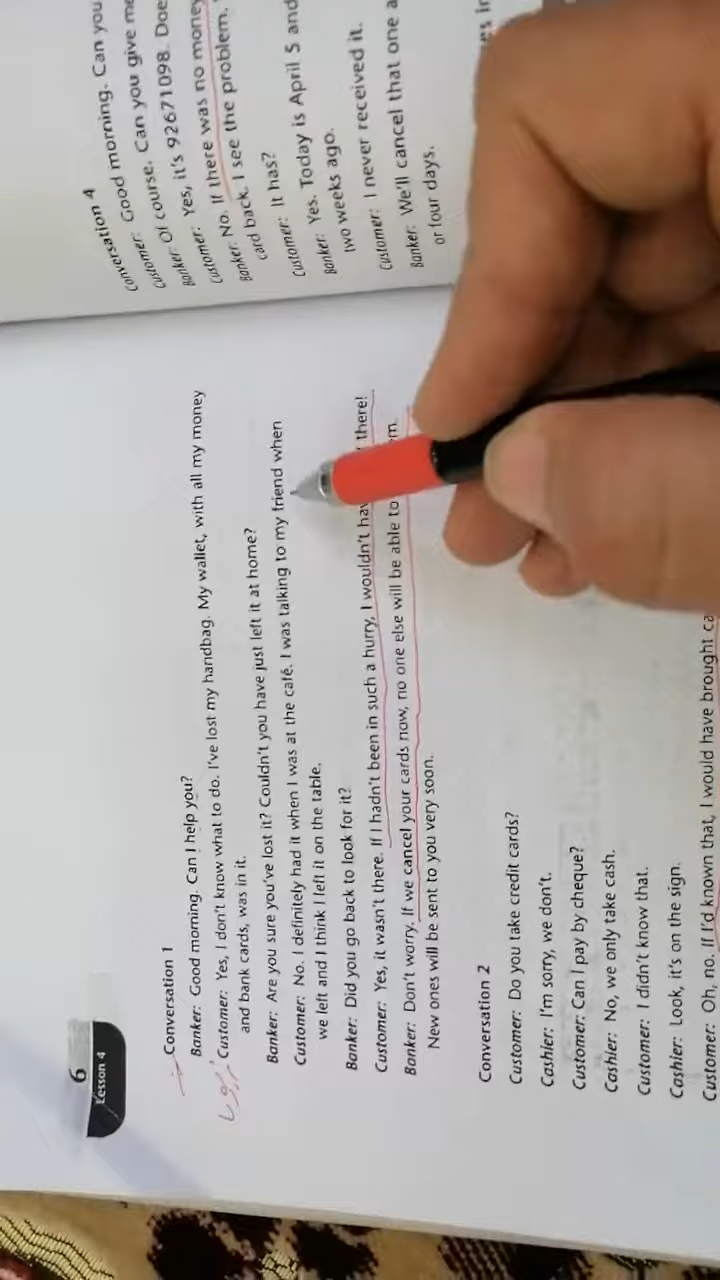 6
Lesson 4
Conversation 1
Banker: Good morning. Can I help you?
Customer: Yes, I don't know what to do. I've lost my handbag. My wallet, with all my money
and bank cards, was in it.
Banker: Are you sure you've lost it? Couldn't you have just left it at home?
Customer: No. I definitely had it when I was at the café. I was talking to my friend when
we left and I think I left it on the table.
Banker: Did you go back to look for it?
Customer: Yes, it wasn't there. If I hadn't been in such a hurry, I wouldn't there!
Banker: Don't worry. If we cancel your cards now, no one else will be able to
New ones will be sent to you very soon.
Conversation 2
Customer: Do you take credit cards?
Cashier: I'm sorry, we don't.
Customer: Can I pay by cheque?
Cashier: No, we only take cash.
Customer: I didn't know that.
Cashier: Look, it's on the sign.
Customer: Oh, no. If I'd known that, I would have brought
Conversation 4
Customer: Good morning. Can you
Customer: Of course. Can you give me
Banker: Yes, it's 92671098.
Customer: No. If there was no money
Banker: card back. I see the problem.
Customer: It has?
Banker: Yes. Today is April 5 and
two weeks ago.
Customer: I never received it.
Banker: We'll cancel that one
or four days.